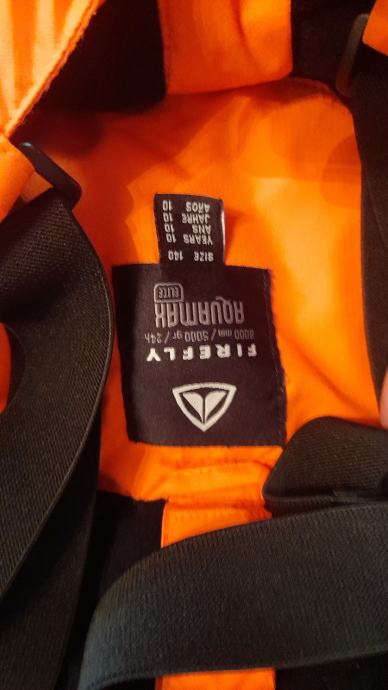 FIREFLY
8000 mm / 5000 gr / 24h
AQUAMAX
ELITE
SIZE 140
YEARS 10
ANS 10
JAHRE 10
AÑOS 10